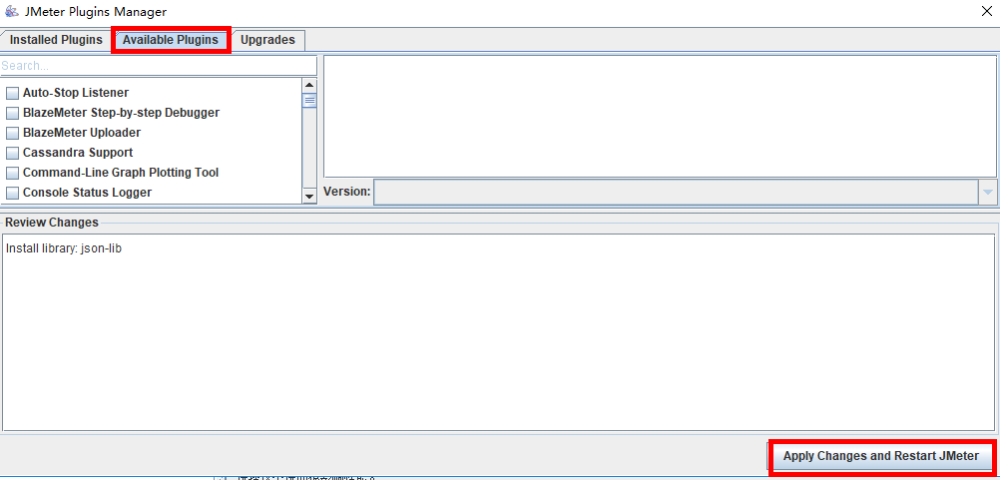 JMeter Plugins Manager
Installed Plugins Available Plugins Upgrades
Search...
Auto-Stop Listener
BlazeMeter Step-by-step Debugger
BlazeMeter Uploader
Cassandra Support
Command-Line Graph Plotting Tool
Console Status Logger
Version:
Review Changes
Install library: json-lib
Apply Changes and Restart JMeter